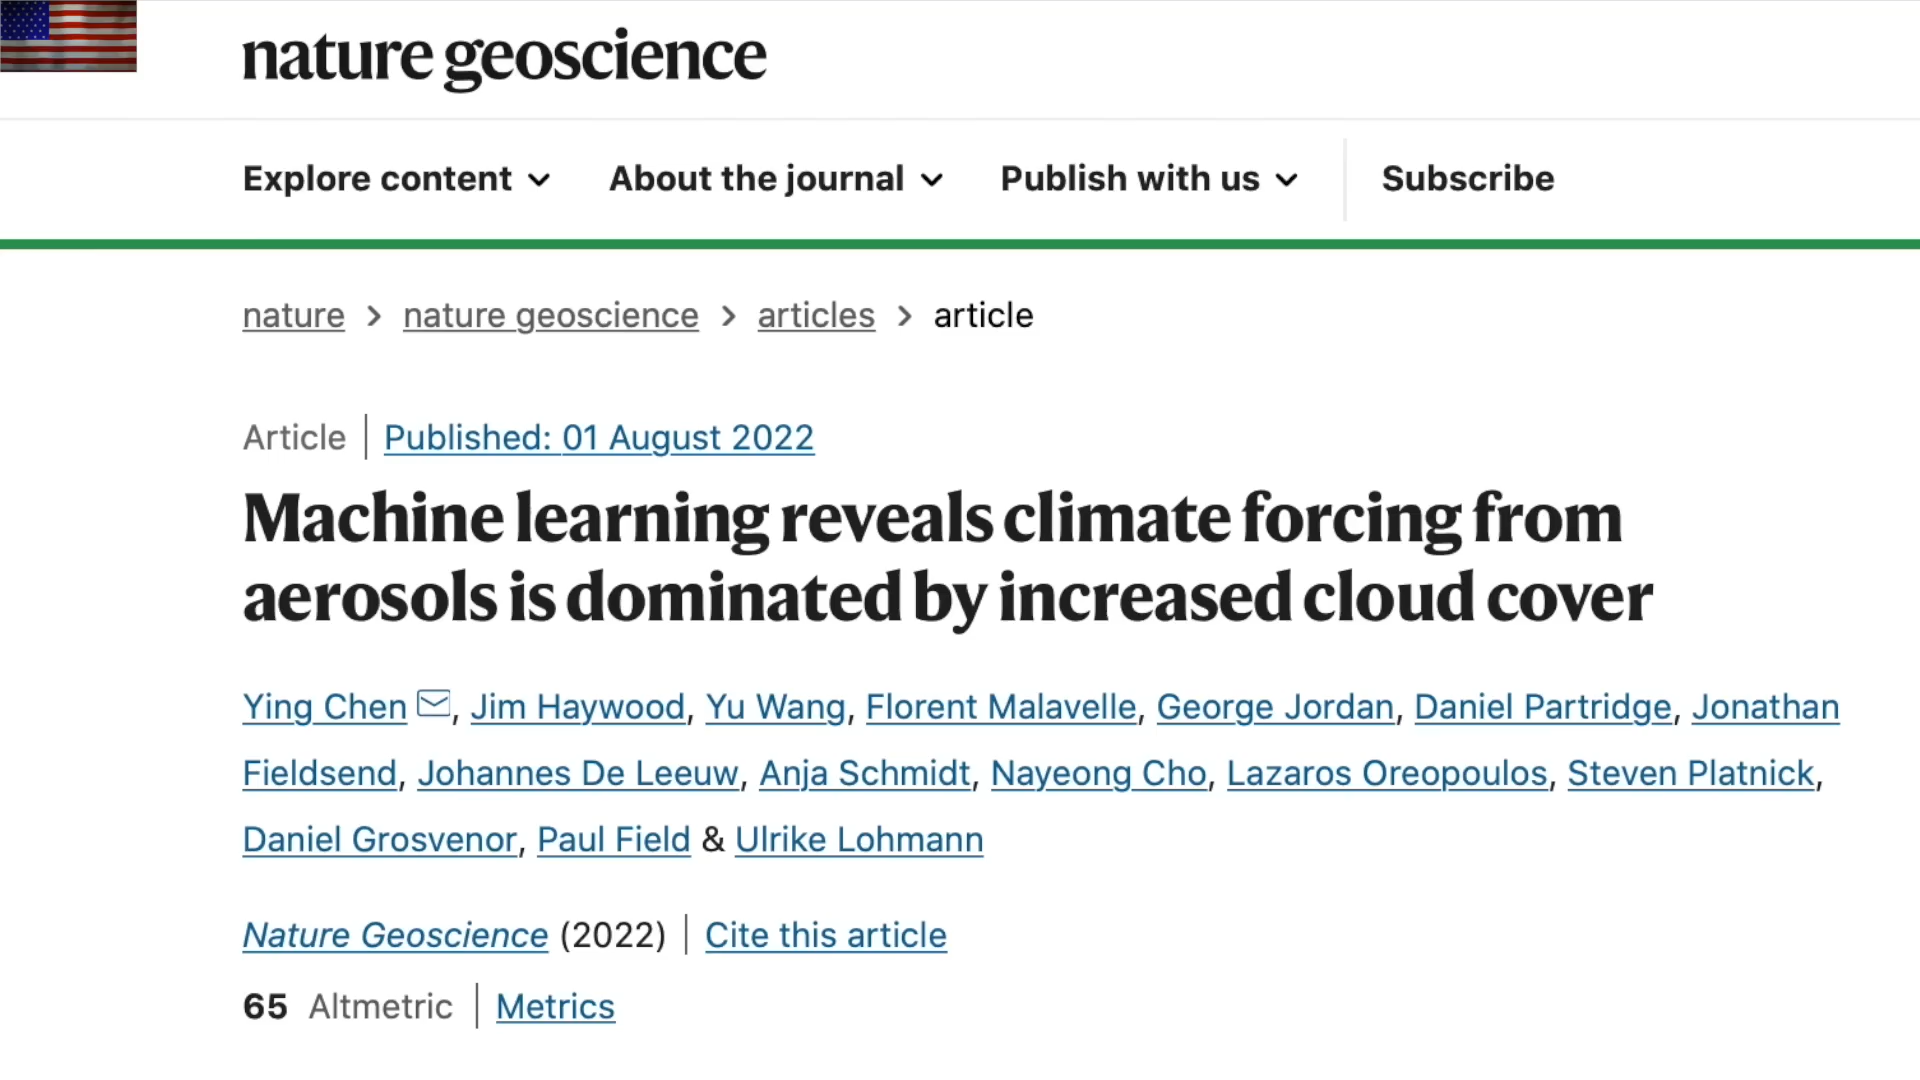 nature geoscience
Explore content About the journal Publish with us Subscribe
nature > nature geoscience > articles > article
Article | Published: 01 August 2022
Machine learning reveals climate forcing from
aerosols is dominated by increased cloud cover
Ying Chen, Jim Haywood, Yu Wang, Florent Malavelle, George Jordan, Daniel Partridge, Jonathan
Fieldsend, Johannes De Leeuw, Anja Schmidt, Nayeong Cho, Lazaros Oreopoulos, Steven Platnick,
Daniel Grosvenor, Paul Field & Ulrike Lohmann
Nature Geoscience (2022) | Cite this article
65 Altmetric | Metrics